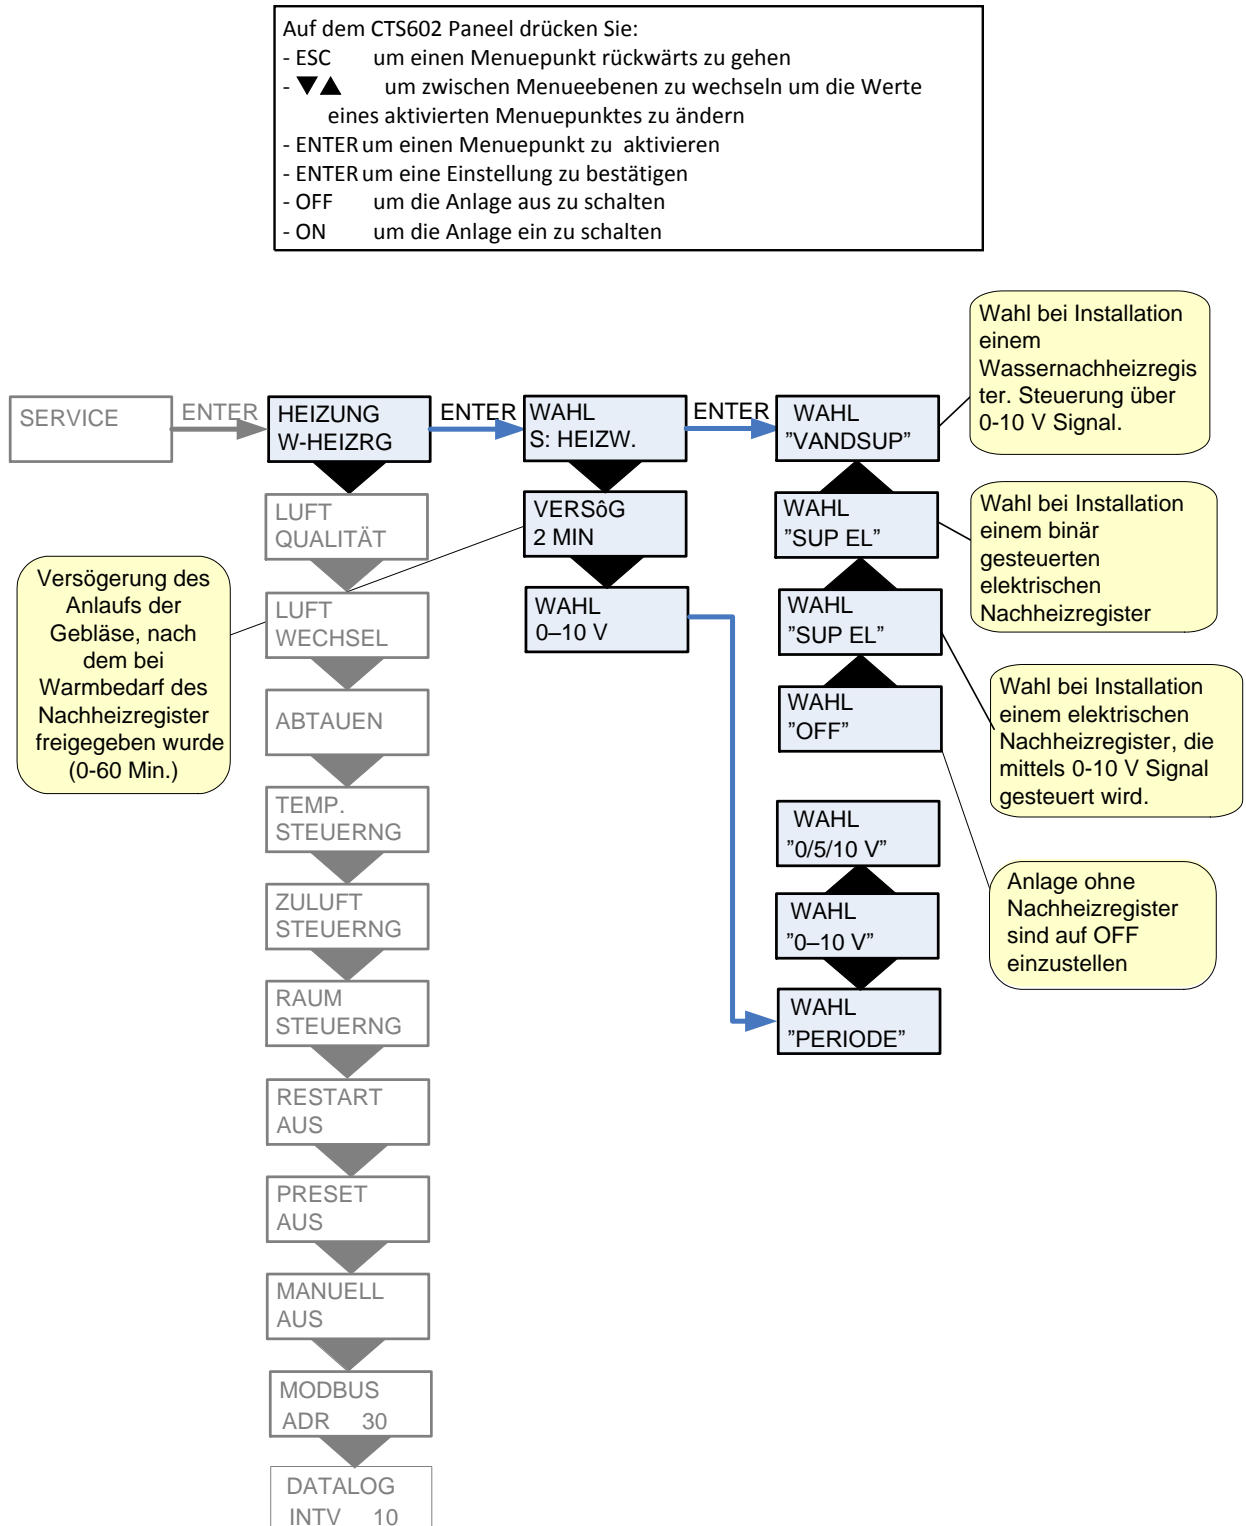 Auf dem CTS602 Paneel drücken Sie:
- ESC um einen Menuepunkt rückwärts zu gehen
- ▼▲ um zwischen Menueebenen zu wechseln um die Werte
eines aktivierten Menuepunktes zu ändern
- ENTER um einen Menuepunkt zu aktivieren
- ENTER um eine Einstellung zu bestätigen
- OFF um die Anlage aus zu schalten
- ON um die Anlage ein zu schalten
SERVICE
ENTER
HEIZUNG
W-HEIZRG
ENTER
WAHL
S: HEIZW.
ENTER
WAHL
"VANDSUP"
Wahl bei Installation
einem
Wassernachheizregis
ter. Steuerung über
0-10 V Signal.
LUFT
QUALITÄT
VERSôG
2 MIN
WAHL
"SUP EL"
Wahl bei Installation
einem binär
gesteuerten
elektrischen
Nachheizregister
Versögerung des
Anlaufs der
Gebläse, nach
dem bei
Warmbedarf des
Nachheizregister
freigegeben wurde
(0-60 Min.)
LUFT
WECHSEL
WAHL
0–10 V
WAHL
"SUP EL"
Wahl bei Installation
einem elektrischen
Nachheizregister, die
mittels 0-10 V Signal
gesteuert wird.
ABTAUEN
WAHL
"OFF"
TEMP.
STEUERNG
WAHL
"0/5/10 V"
Anlage ohne
Nachheizregister
sind auf OFF
einzustellen
ZULUFT
STEUERNG
WAHL
"0–10 V"
RAUM
STEUERNG
WAHL
"PERIODE"
RESTART
AUS
PRESET
AUS
MANUELL
AUS
MODBUS
ADR 30
DATALOG
INTV 10